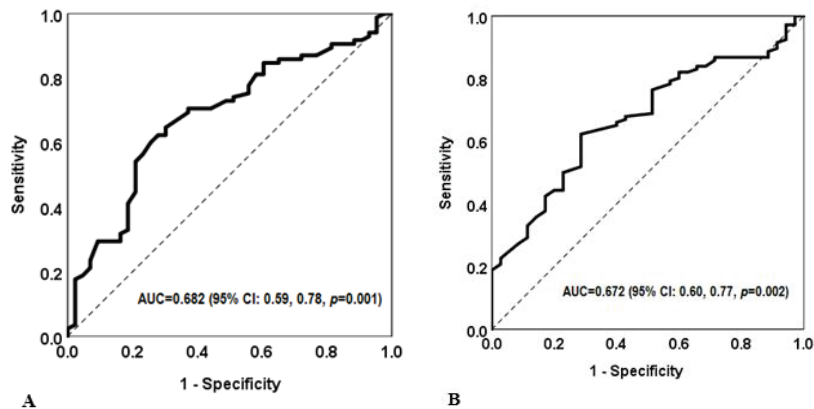 1.0
0.8
0.6
0.4
0.2
0.0
Sensitivity
AUC=0.682 (95% CI: 0.59, 0.78, p=0.001)
0.0 0.2 0.4 0.6 0.8 1.0
1 - Specificity
A
1.0
0.8
0.6
0.4
0.2
0.0
Sensitivity
AUC=0.672 (95% CI: 0.60, 0.77, p=0.002)
0.0 0.2 0.4 0.6 0.8 1.0
1 - Specificity
B